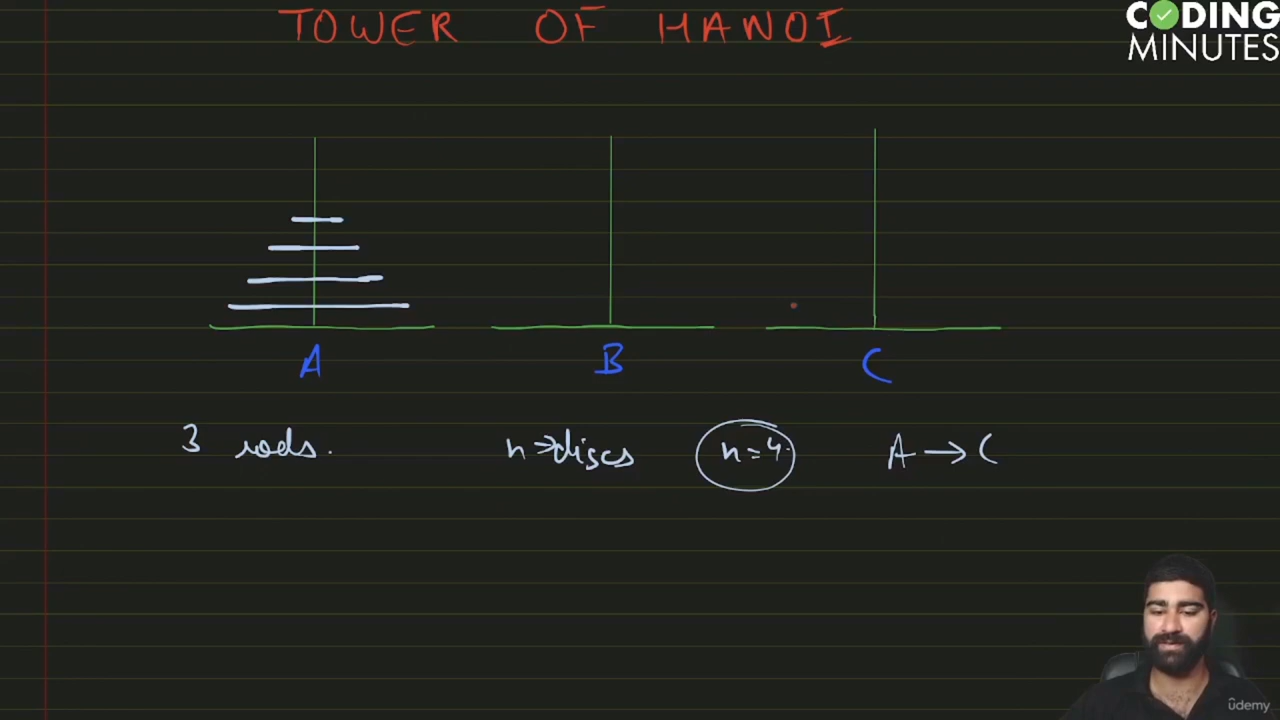 TOWER OF HANOI
CODING
MINUTES
A B C
3 rods. n→discs n=4. A→C
udemy